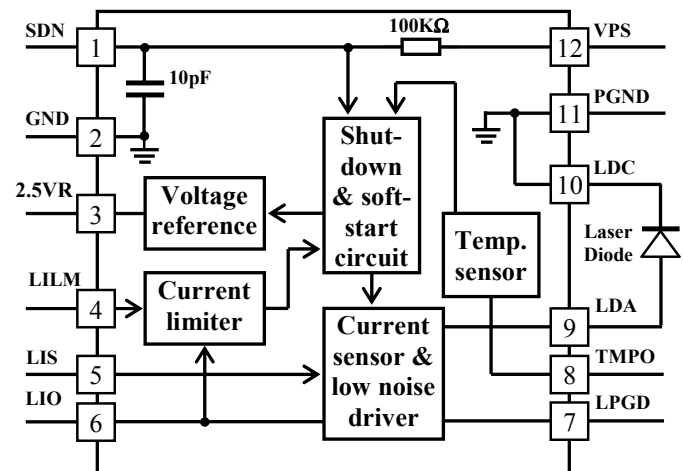 SDN
100KΩ
VPS
1
12
10pF
PGND
11
GND
2
Shut-
down
& soft-
start
circuit
LDC
10
2.5VR
3
Voltage
reference
Laser
Diode
Temp.
sensor
LILM
4
Current
limiter
LDA
9
Current
sensor &
low noise
driver
LIS
5
TMPO
8
LIO
6
LPGD
7